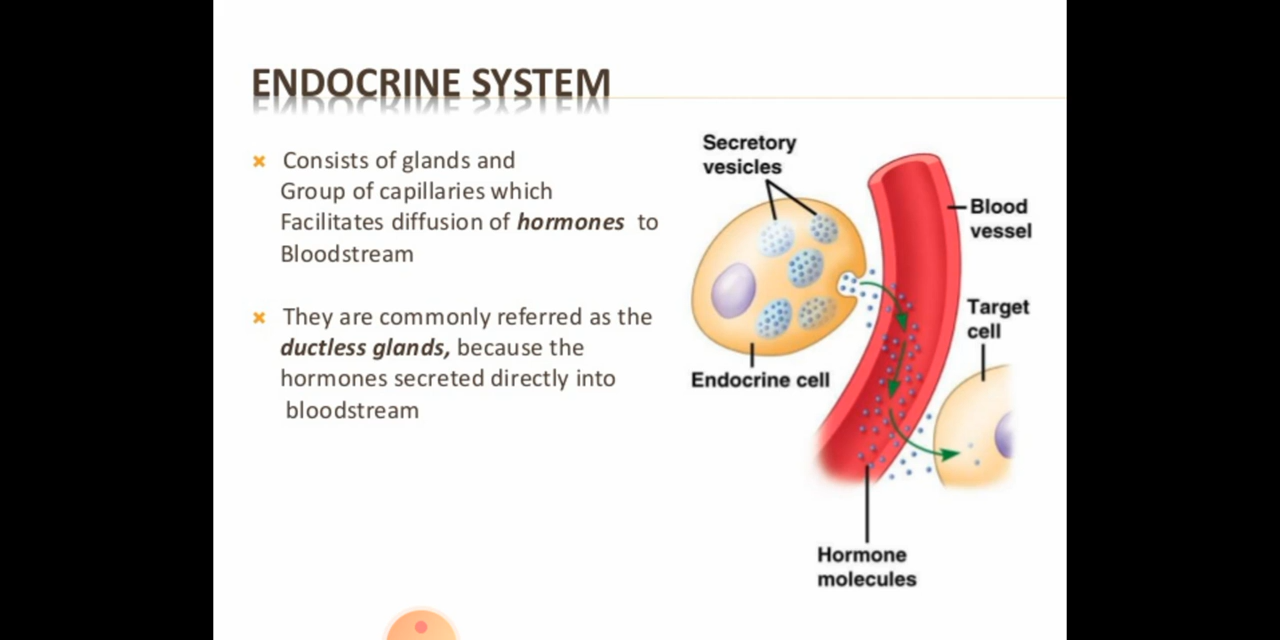 ENDOCRINE SYSTEM
Consists of glands and
Group of capillaries which
Facilitates diffusion of hormones to
Bloodstream
They are commonly referred as the
ductless glands, because the
hormones secreted directly into
bloodstream
Secretory
vesicles
Blood
vessel
Target
cell
Endocrine cell
Hormone
molecules